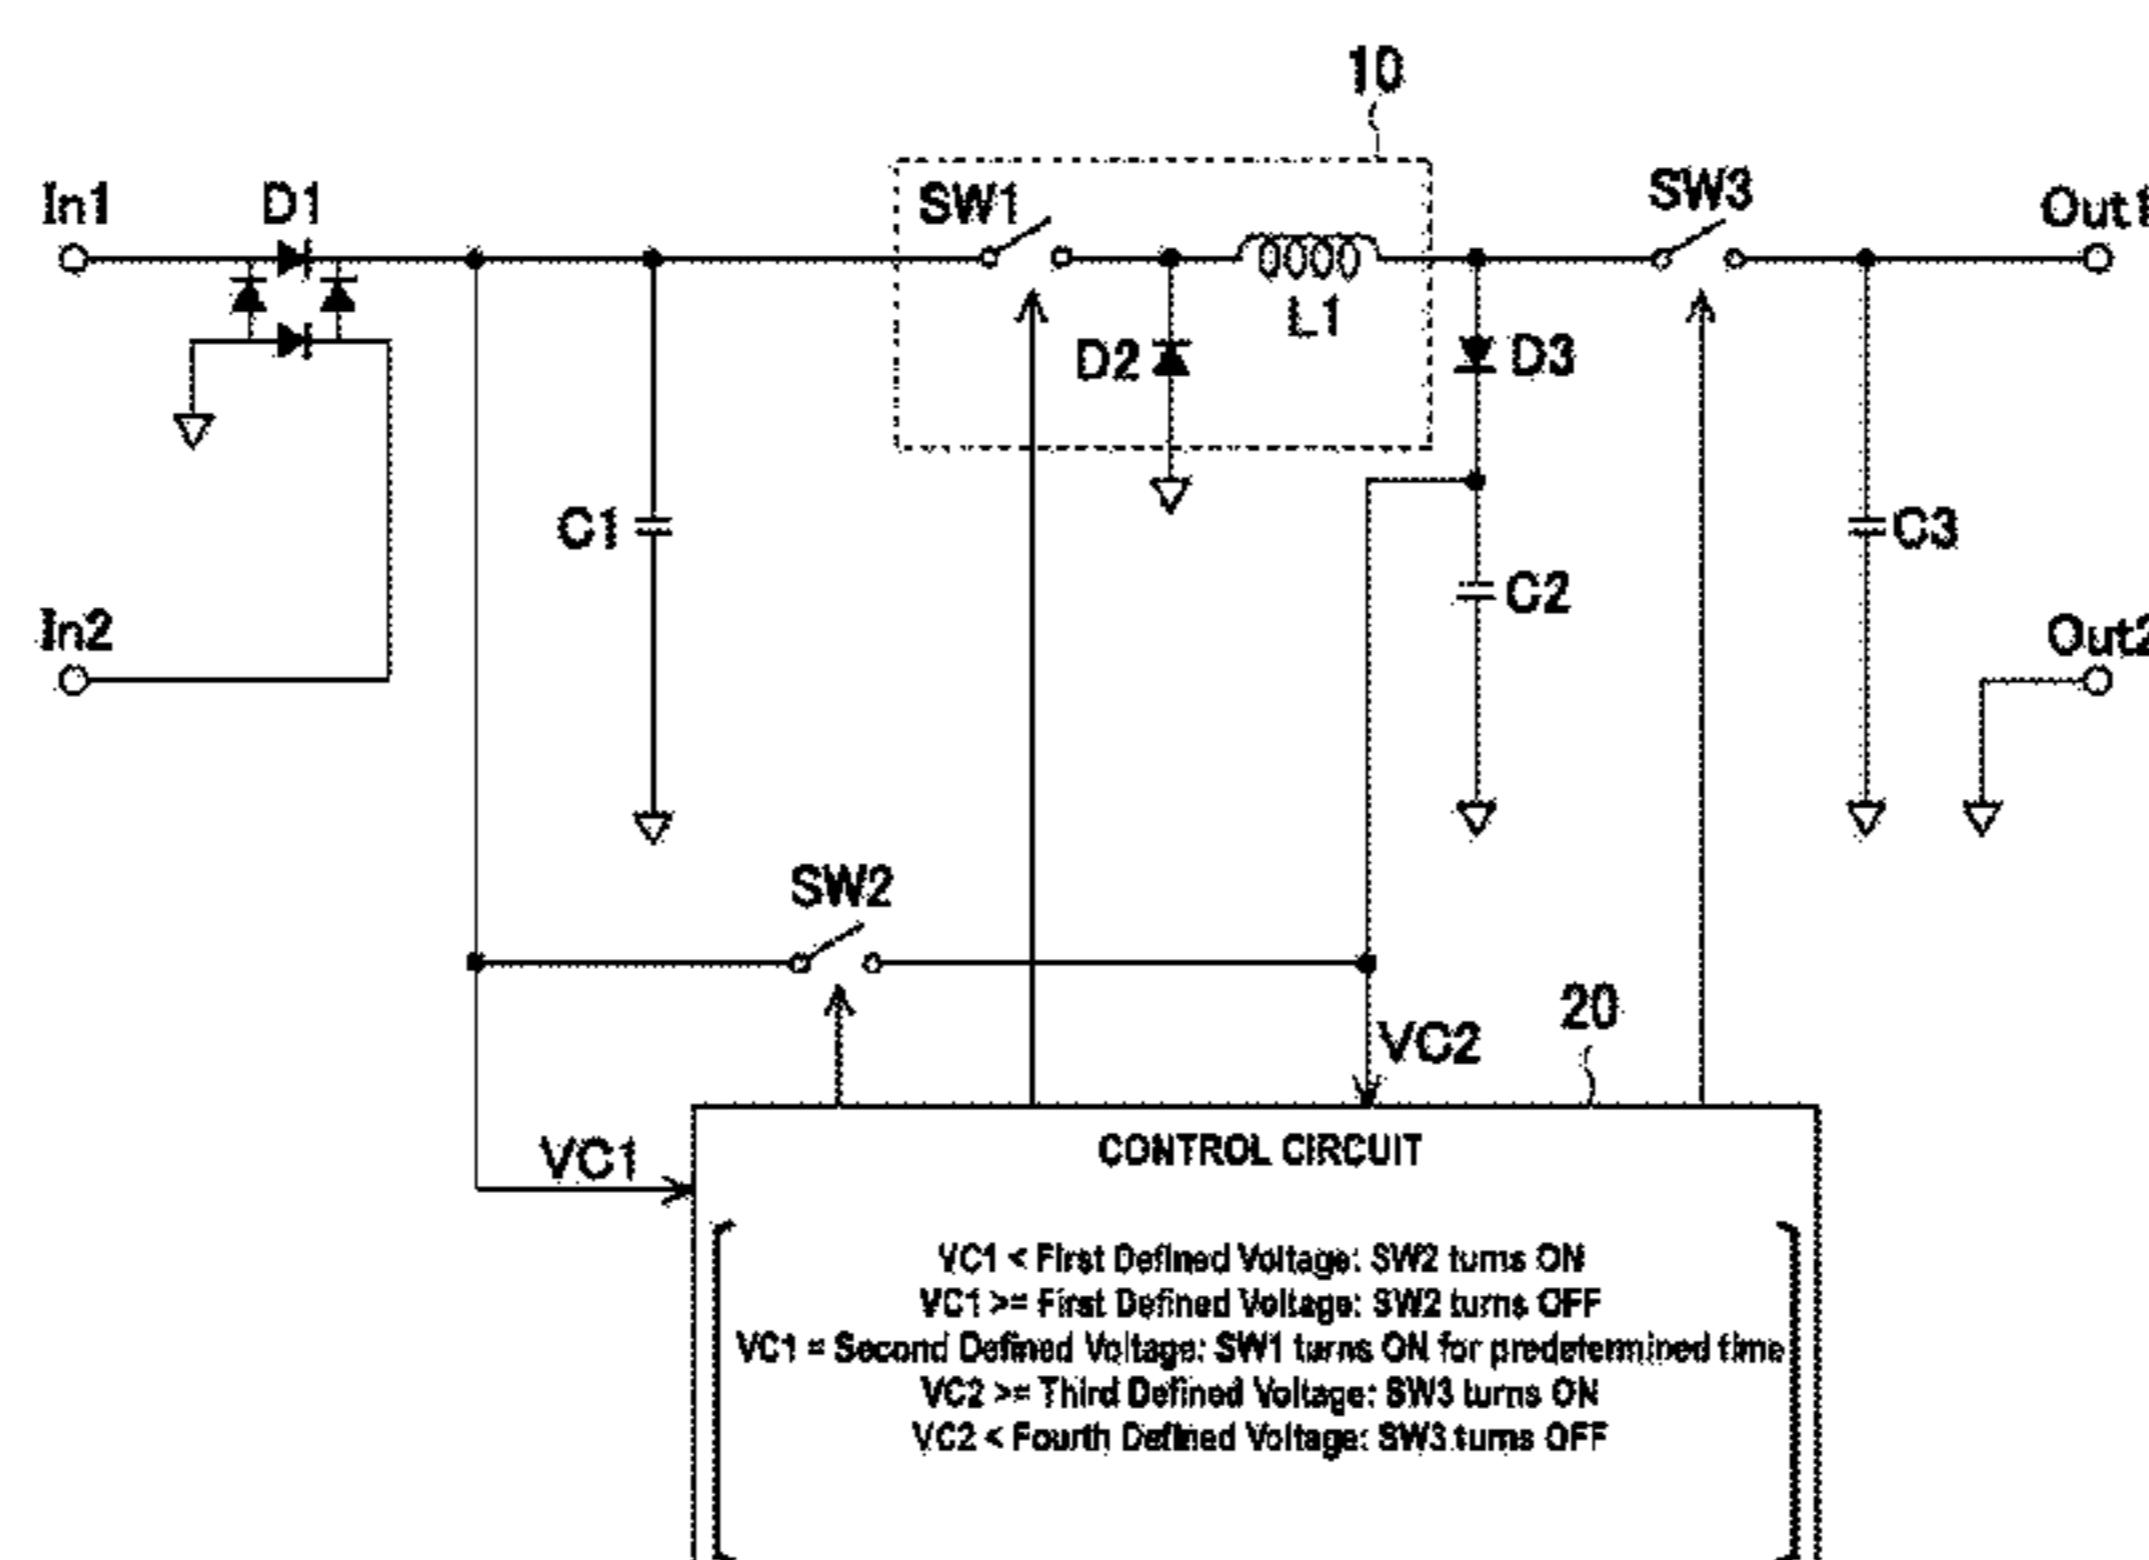 10
In1
D1
SW1
SW3
Out1
L1
D2
D3
C1
C3
C2
In2
Out2
SW2
20
VC2
VC1
CONTROL CIRCUIT
VC1 < First Defined Voltage: SW2 turns ON
VC1 >= First Defined Voltage: SW2 turns OFF
VC1 = Second Defined Voltage: SW1 turns ON for predetermined time
VC2 >= Third Defined Voltage: SW3 turns ON
VC2 < Fourth Defined Voltage: SW3 turns OFF